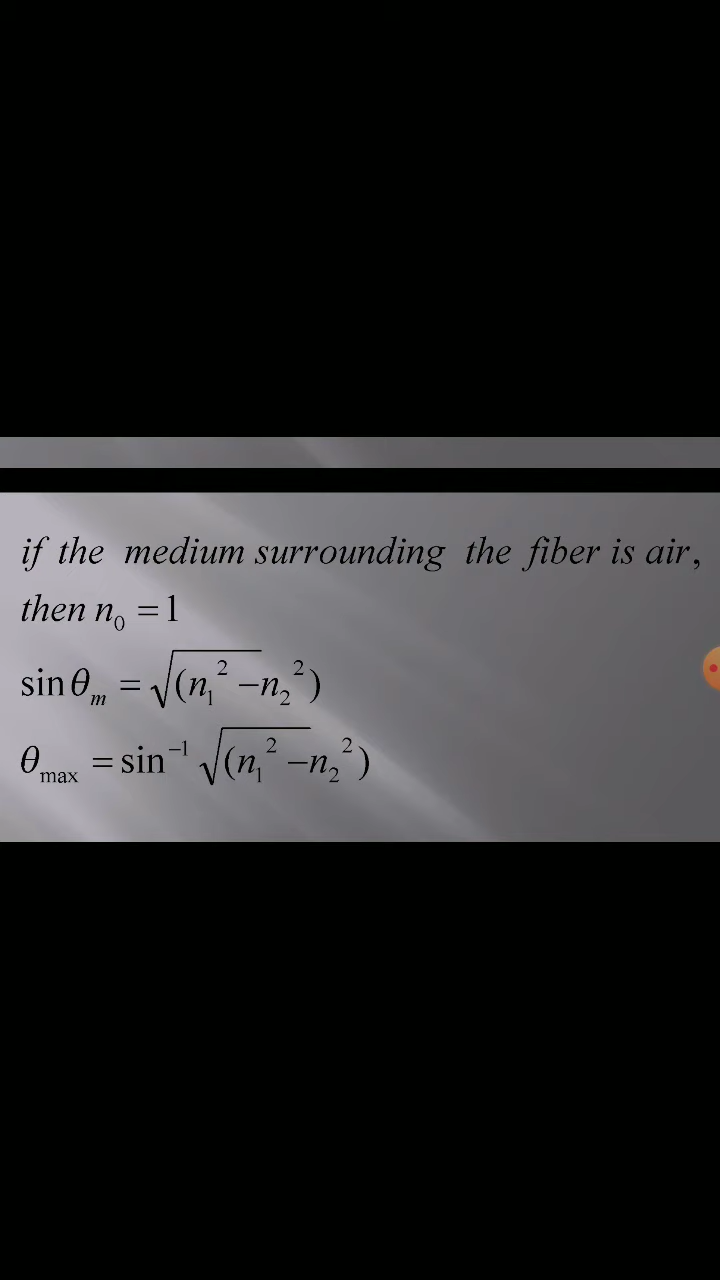 if the medium surrounding the fiber is air,
then n₀ = 1
sin θₘ = √(n₁² − n₂²)
θmax = sin⁻¹ √(n₁² − n₂²)